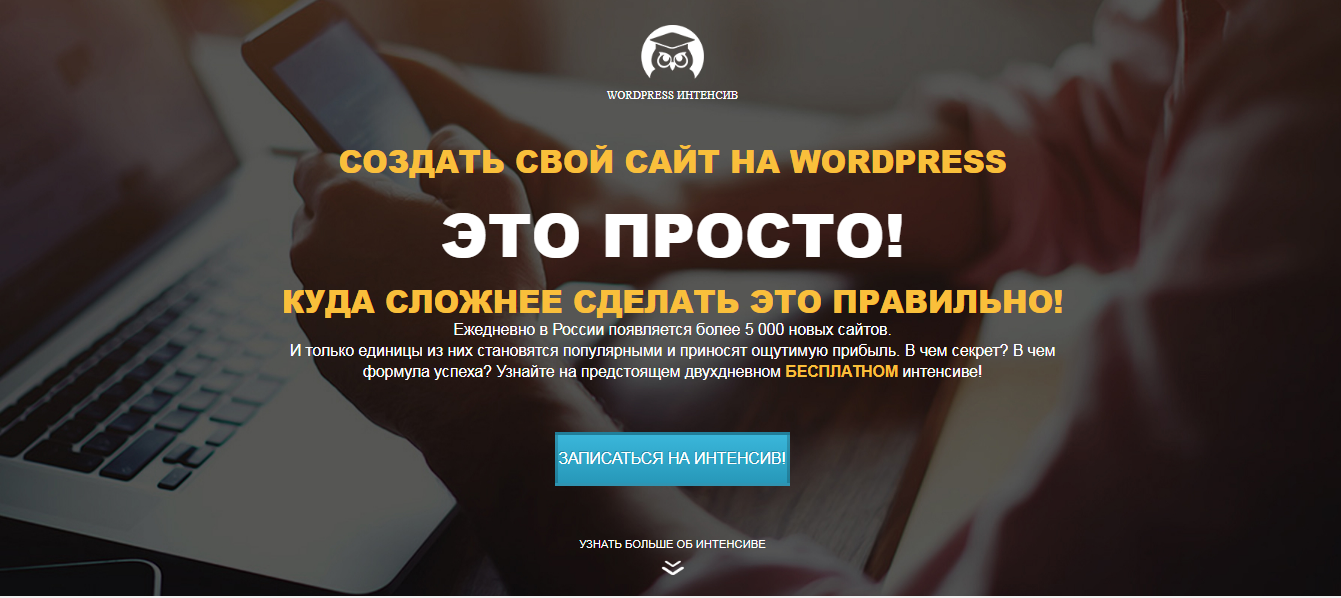 WORDPRESS ИНТЕНСИВ
СОЗДАТЬ СВОЙ САЙТ НА WORDPRESS
ЭТО ПРОСТО!
КУДА СЛОЖНЕЕ СДЕЛАТЬ ЭТО ПРАВИЛЬНО!
Ежедневно в России появляется более 5 000 новых сайтов.
И только единицы из них становятся популярными и приносят ощутимую прибыль. В чем секрет? В чем
формула успеха? Узнайте на предстоящем двухдневном БЕСПЛАТНОМ интенсиве!
ЗАПИСАТЬСЯ НА ИНТЕНСИВ!
УЗНАТЬ БОЛЬШЕ ОБ ИНТЕНСИВЕ